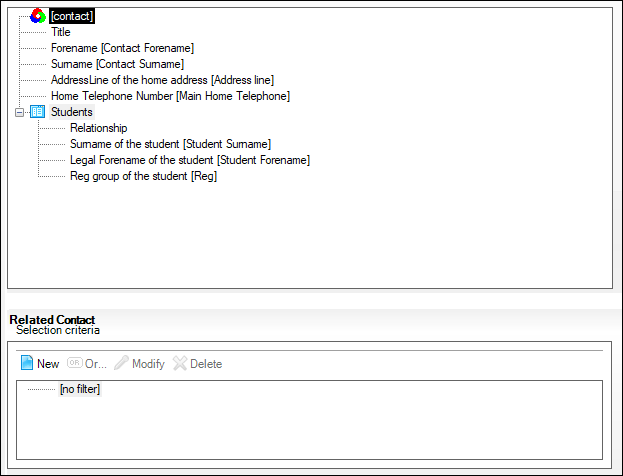 [contact]
Title
Forename [Contact Forename]
Surname [Contact Surname]
AddressLine of the home address [Address line]
Home Telephone Number [Main Home Telephone]
Students
Relationship
Surname of the student [Student Surname]
Legal Forename of the student [Student Forename]
Reg group of the student [Reg]
Related Contact
Selection criteria
New OR Or... Modify Delete
[no filter]